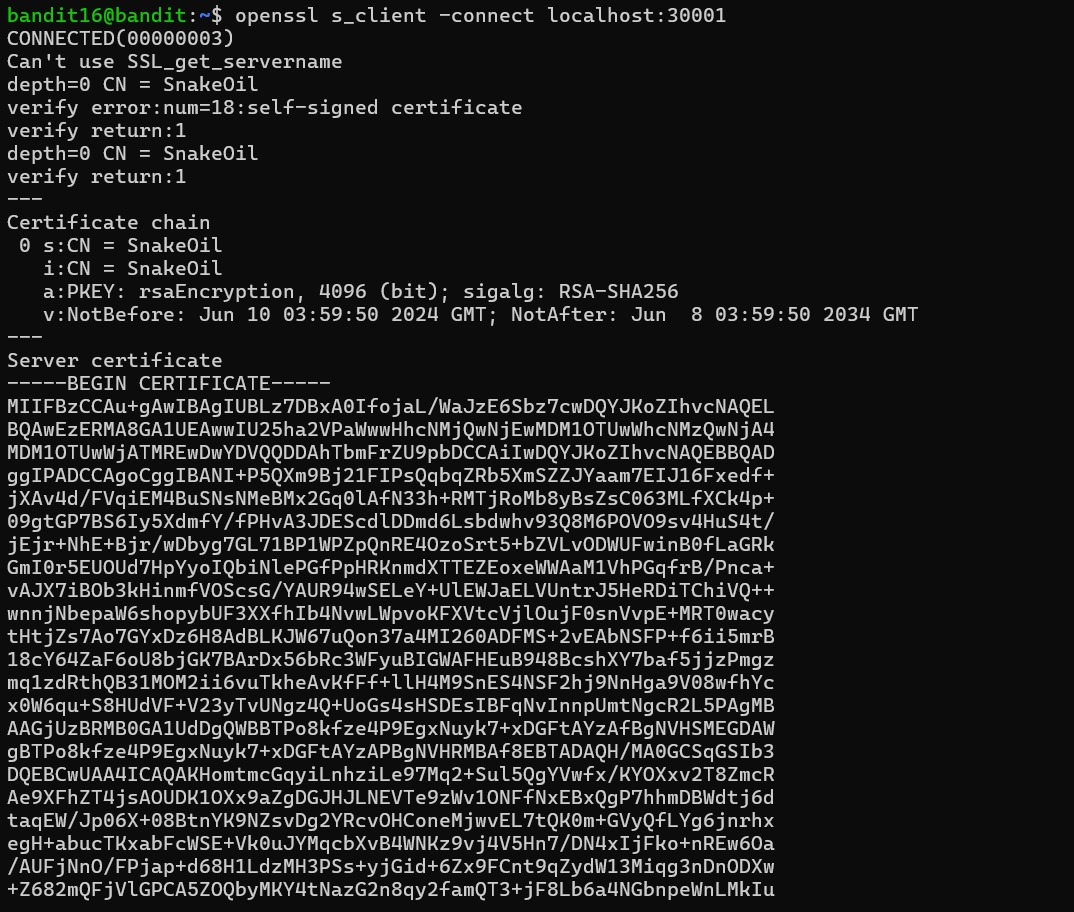 bandit16@bandit:~$ openssl s_client -connect localhost:30001
CONNECTED(00000003)
Can't use SSL_get_servername
depth=0 CN = SnakeOil
verify error:num=18:self-signed certificate
verify return:1
depth=0 CN = SnakeOil
verify return:1
---
Certificate chain
 0 s:CN = SnakeOil
   i:CN = SnakeOil
   a:PKEY: rsaEncryption, 4096 (bit); sigalg: RSA-SHA256
   v:NotBefore: Jun 10 03:59:50 2024 GMT; NotAfter: Jun  8 03:59:50 2034 GMT
---
Server certificate
-----BEGIN CERTIFICATE-----
MIIFBzCCAu+gAwIBAgIUBLz7DBxA0IfojaL/WaJzE6Sbz7cwDQYJKoZIhvcNAQEL
BQAwEzERMA8GA1UEAwwIU25ha2VPaWwwHhcNMjQwNjEwMDM1OTUwWhcNMzQwNjA4
MDM1OTUwWjATMREwDwYDVQQDDAhTbmFrZU9pbDCCAiIwDQYJKoZIhvcNAQEBBQAD
ggIPADCCAgoCggIBANI+P5QXm9Bj21FIPsQqbqZRb5XmSZZJYaam7EIJ16Fxedf+
jXAv4d/FVqiEM4BuSNsNMeBMx2Gq0lAfN33h+RMTjRoMb8yBsZsC063MLfXCk4p+
09gtGP7BS6Iy5XdmfY/fPHvA3JDEScdlDDmd6Lsbdwhv93Q8M6POVO9sv4HuS4t/
jEjr+NhE+Bjr/wDbyg7GL71BP1WPZpQnRE4OzoSrt5+bZVLvODWUFwinB0fLaGRk
GmI0r5EUOUd7HpYyoIQbiNlePGfPpHRKnmdXTTEZEoxeWWAaM1VhPGqfrB/Pnca+
vAJX7iBOb3kHinmfVOScsG/YAUR94wSELeY+UlEWJaELVUntrJ5HeRDiTChiVQ++
wnnjNbepaW6shopybUF3XXfhIb4NvwLWpvoKFXVtcVjlOujF0snVvpE+MRT0wacy
tHtjZs7Ao7GYxDz6H8AdBLKJW67uQon37a4MI260ADFMS+2vEAbNSFP+f6ii5mrB
18cY64ZaF6oU8bjGK7BArDx56bRc3WFyuBIGWAFHEuB948BcshXY7baf5jjzPmgz
mq1zdRthQB31MOM2ii6vuTkheAvKfFf+llH4M9SnES4NSF2hj9NnHga9V08wfhYc
x0W6qu+S8HUdVF+V23yTvUNgz4Q+UoGs4sHSDEsIBFqNvInnpUmtNgcR2L5PAgMB
AAGjUzBRMB0GA1UdDgQWBBTPo8kfze4P9EgxNuyk7+xDGFtAYzAfBgNVHSMEGDAW
gBTPo8kfze4P9EgxNuyk7+xDGFtAYzAPBgNVHRMBAf8EBTADAQH/MA0GCSqGSIb3
DQEBCwUAA4ICAQAKHomtmcGqyiLnhziLe97Mq2+Sul5QgYVwfx/KYOXxv2T8ZmcR
Ae9XFhZT4jsAOUDK1OXx9aZgDGJHJLNEVTe9zWv1ONFfNxEBxQgP7hhmDBWdtj6d
taqEW/Jp06X+08BtnYK9NZsvDg2YRcvOHConeMjwvEL7tQK0m+GVyQfLYg6jnrhx
egH+abucTKxabFcWSE+Vk0uJYMqcbXvB4WNKz9vj4V5Hn7/DN4xIjFko+nREw6Oa
/AUFjNnO/FPjap+d68H1LdzMH3PSs+yjGid+6Zx9FCnt9qZydW13Miqg3nDnODXw
+Z682mQFjVlGPCA5ZOQbyMKY4tNazG2n8qy2famQT3+jF8Lb6a4NGbnpeWnLMkIu